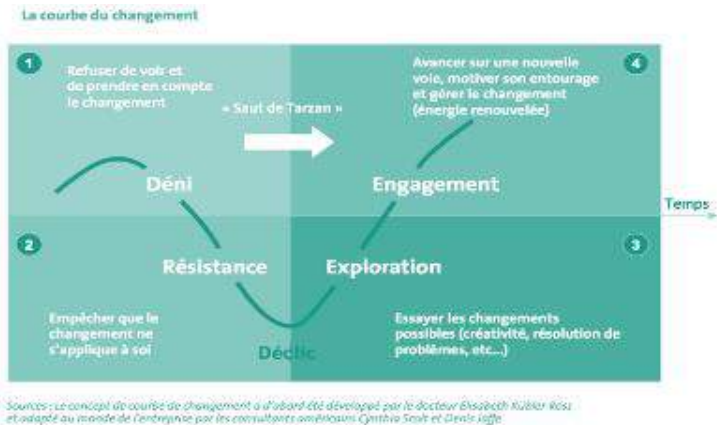 La courbe du changement
1
Refuser de voir et
de prendre en compte
le changement
« Saut de Tarzan »
Avancer sur une nouvelle
voie, motiver son entourage
et gérer le changement
(énergie renouvelée)
4
Déni
Engagement
Temps
2
3
Résistance
Exploration
Empêcher que le
changement ne
s'applique à soi
Déclic
Essayer les changements
possibles (créativité, résolution de
problèmes, etc...)
Sources : Le concept de courbe de changement a d'abord été développé par le docteur Elisabeth Kübler Ross
et adapté au monde de l'entreprise par les consultants américains Cynthia Scott et Denis Jaffe